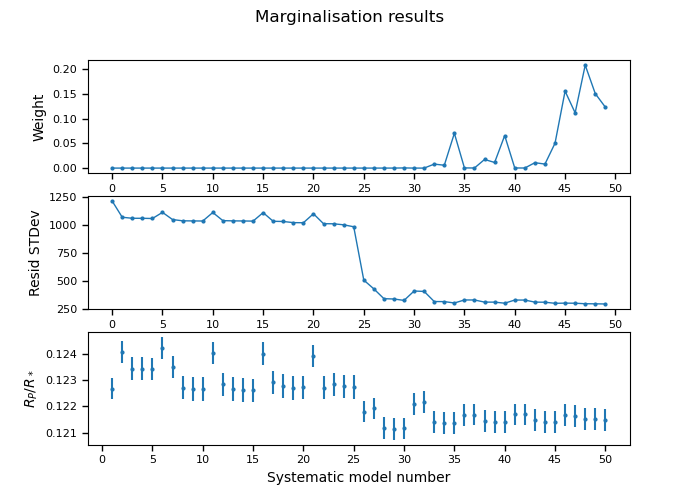 Marginalisation results
Weight
0.20
0.15
0.10
0.05
0.00
0 5 10 15 20 25 30 35 40 45 50
Resid STDev
1250
1000
750
500
250
0 5 10 15 20 25 30 35 40 45 50
R_P/R_*
0.124
0.123
0.122
0.121
0 5 10 15 20 25 30 35 40 45 50
Systematic model number